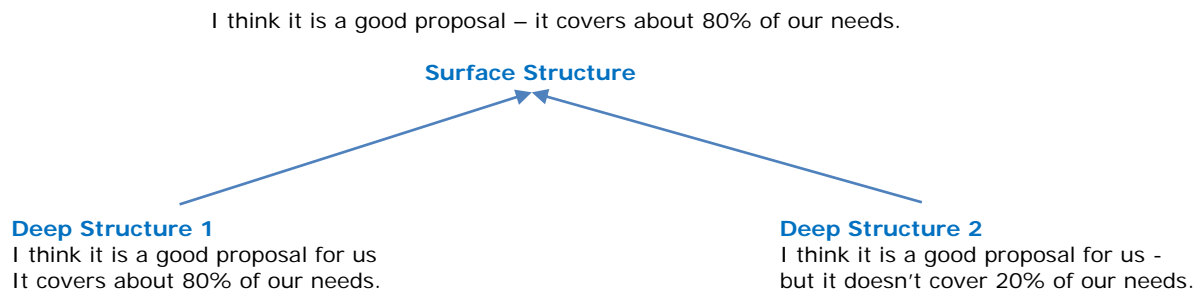 I think it is a good proposal – it covers about 80% of our needs.
Surface Structure
Deep Structure 1
I think it is a good proposal for us
It covers about 80% of our needs.
Deep Structure 2
I think it is a good proposal for us -
but it doesn’t cover 20% of our needs.